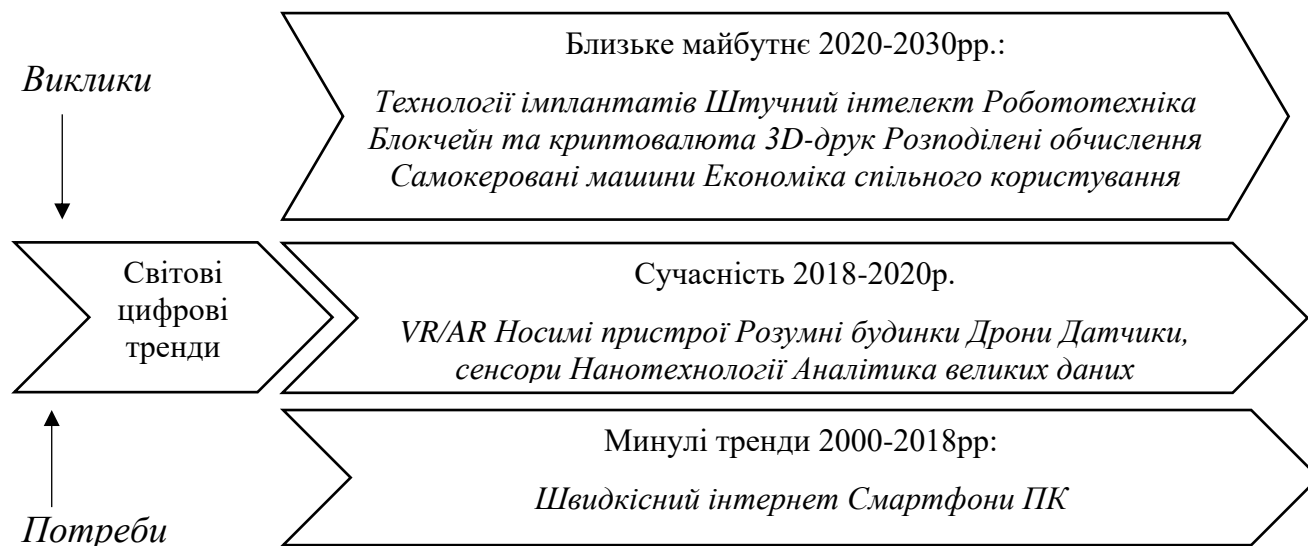 Виклики
Близьке майбутнє 2020-2030рр.:
Технології імплантатів Штучний інтелект Робототехніка
Блокчейн та криптовалюта 3D-друк Розподілені обчислення
Самокеровані машини Економіка спільного користування
Світові
цифрові
тренди
Сучасність 2018-2020р.
VR/AR Носимі пристрої Розумні будинки Дрони Датчики,
сенсори Нанотехнології Аналітика великих даних
Минулі тренди 2000-2018рр:
Швидкісний інтернет Смартфони ПК
Потреби